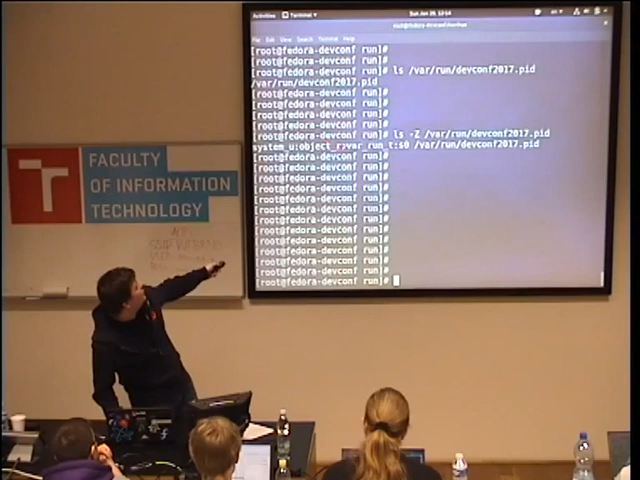 Activities Terminal
Sun Jan 29, 12:14
en
File Edit View Search Terminal Help
[root@fedora-devconf run]#
[root@fedora-devconf run]#
[root@fedora-devconf run]# ls /var/run/devconf2017.pid
/var/run/devconf2017.pid
[root@fedora-devconf run]#
[root@fedora-devconf run]#
[root@fedora-devconf run]#
[root@fedora-devconf run]#
[root@fedora-devconf run]# ls -Z /var/run/devconf2017.pid
system_u:object_r:var_run_t:s0 /var/run/devconf2017.pid
[root@fedora-devconf run]#
[root@fedora-devconf run]#
[root@fedora-devconf run]#
[root@fedora-devconf run]#
[root@fedora-devconf run]#
[root@fedora-devconf run]#
[root@fedora-devconf run]#
[root@fedora-devconf run]#
[root@fedora-devconf run]#
[root@fedora-devconf run]#
[root@fedora-devconf run]#
[root@fedora-devconf run]#
T FACULTY
OF INFORMATION
TECHNOLOGY